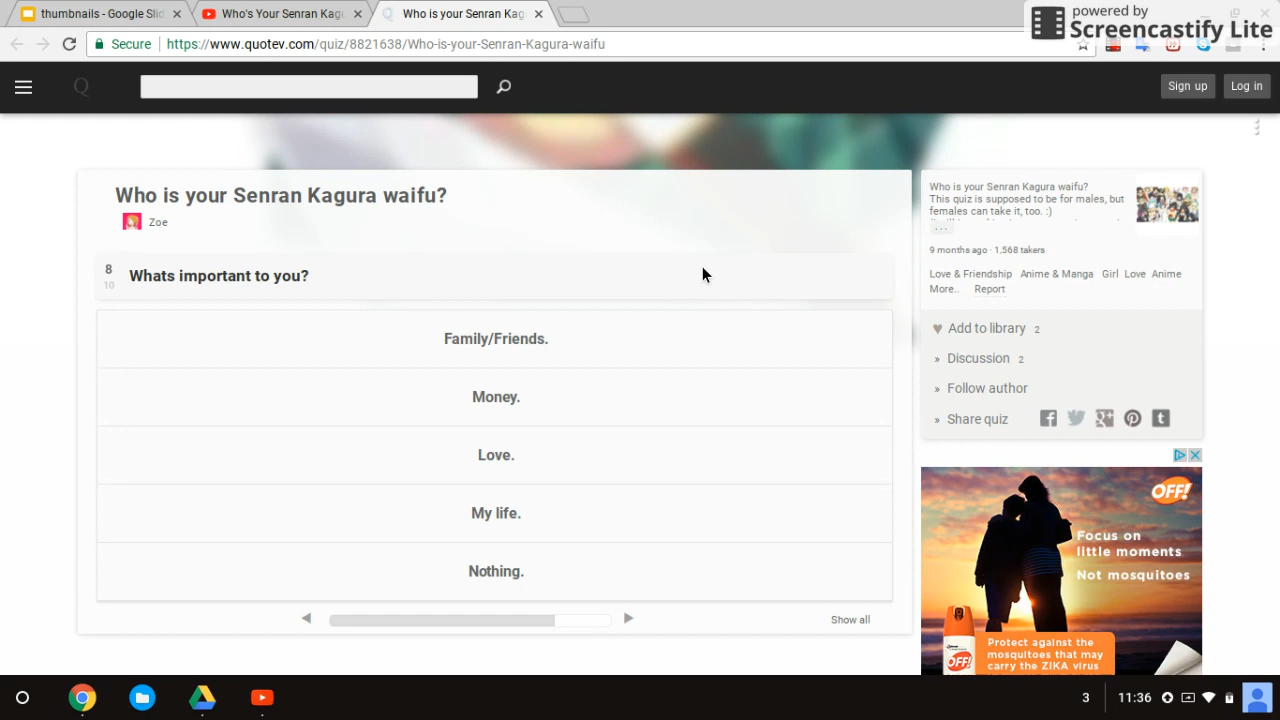 thumbnails - Google Slid
Who's Your Senran Kag
Who is your Senran Kag
powered by
Screencastify Lite
Secure
https://www.quotev.com/quiz/8821638/Who-is-your-Senran-Kagura-waifu
Q
Sign up
Log in
Who is your Senran Kagura waifu?
Zoe
8
10
Whats important to you?
Family/Friends.
Money.
Love.
My life.
Nothing.
Show all
Who is your Senran Kagura waifu?
This quiz is supposed to be for males, but
females can take it, too. :)
...
9 months ago · 1,568 takers
Love & Friendship Anime & Manga Girl Love Anime
More.. Report
Add to library 2
» Discussion 2
» Follow author
» Share quiz
OFF!
Focus on
little moments
Not mosquitoes
Protect against the
mosquitoes that may
carry the ZIKA virus
OFF!
3
11:36